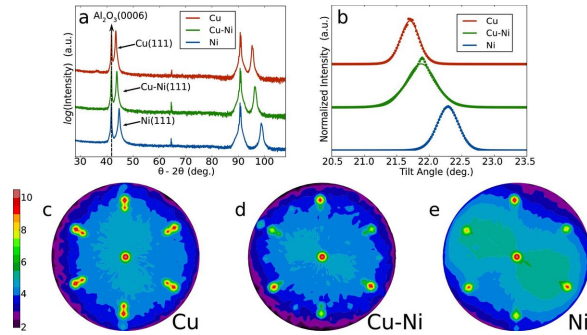 Al₂O₃(0006)
a
Cu
Cu-Ni
Ni
Cu(111)
Cu-Ni(111)
Ni(111)
log(Intensity) (a.u.)
30 40 50 60 70 80 90 100
θ - 2θ (deg.)
b
Cu
Cu-Ni
Ni
Normalized Intensity (a.u.)
20.5 21.0 21.5 22.0 22.5 23.0 23.5
Tilt Angle (deg.)
10
8
6
4
2
c
Cu
d
Cu-Ni
e
Ni